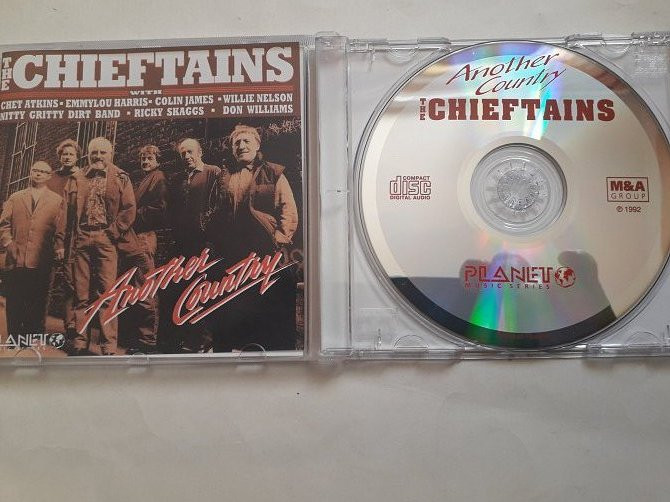 THE CHIEFTAINS
WITH
CHET ATKINS • EMMYLOU HARRIS • COLIN JAMES • WILLIE NELSON
NITTY GRITTY DIRT BAND • RICKY SKAGGS • DON WILLIAMS
Another
Country
PLANET
Another
Country
THE CHIEFTAINS
COMPACT
disc
DIGITAL AUDIO
M&A
GROUP
℗ 1992
PLANET
MUSIC SERIES